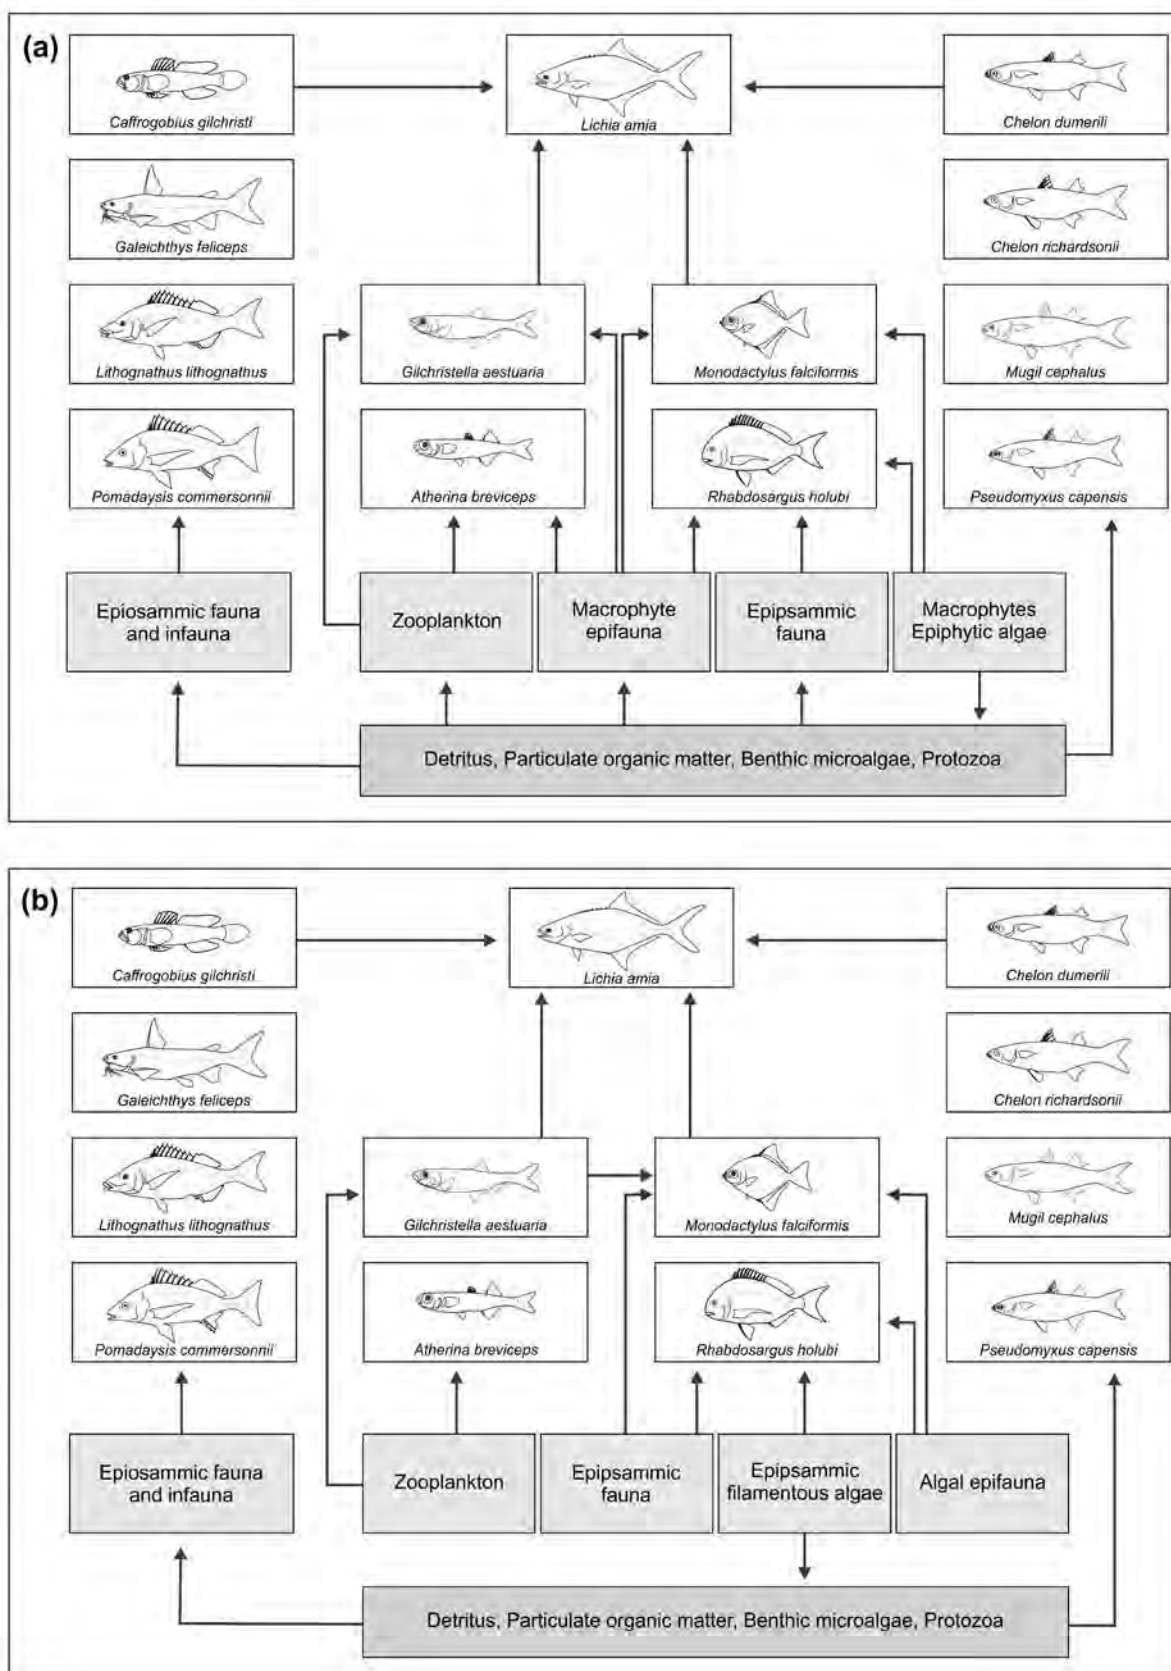 (a)
Caffrogobius gilchristi
Lichia amia
Chelon dumerili
Galeichthys feliceps
Chelon richardsonii
Lithognathus lithognathus
Gilchristella aestuaria
Monodactylus falciformis
Mugil cephalus
Pomadaysis commersonnii
Atherina breviceps
Rhabdosargus holubi
Pseudomyxus capensis
Epiosammic fauna
and infauna
Zooplankton
Macrophyte
epifauna
Epipsammic
fauna
Macrophytes
Epiphytic algae
Detritus, Particulate organic matter, Benthic microalgae, Protozoa
(b)
Caffrogobius gilchristi
Lichia amia
Chelon dumerili
Galeichthys feliceps
Chelon richardsonii
Lithognathus lithognathus
Gilchristella aestuaria
Monodactylus falciformis
Mugil cephalus
Pomadaysis commersonnii
Atherina breviceps
Rhabdosargus holubi
Pseudomyxus capensis
Epiosammic fauna
and infauna
Zooplankton
Epipsammic
fauna
Epipsammic
filamentous algae
Algal epifauna
Detritus, Particulate organic matter, Benthic microalgae, Protozoa